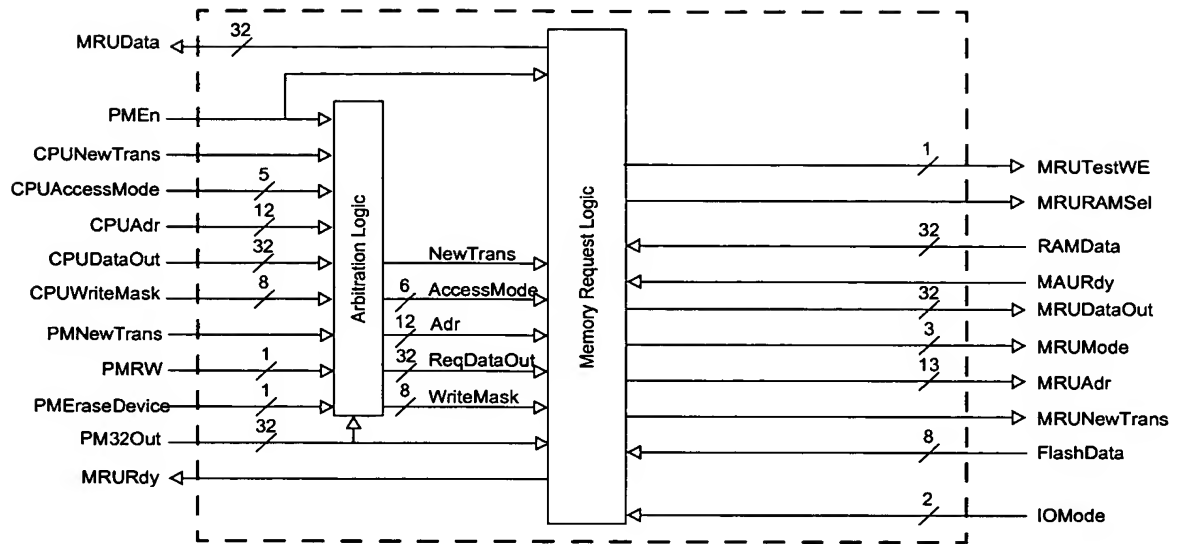 MRUData
32
PMEn
CPUNewTrans
CPUAccessMode
5
CPUAdr
12
CPUDataOut
32
CPUWriteMask
8
PMNewTrans
PMRW
1
PMEraseDevice
1
PM32Out
32
MRURdy
Arbitration Logic
NewTrans
6
AccessMode
12
Adr
32
ReqDataOut
8
WriteMask
Memory Request Logic
1
MRUTestWE
MRURAMSel
32
RAMData
MAURdy
32
MRUDataOut
3
MRUMode
13
MRUAdr
MRUNewTrans
8
FlashData
2
IOMode